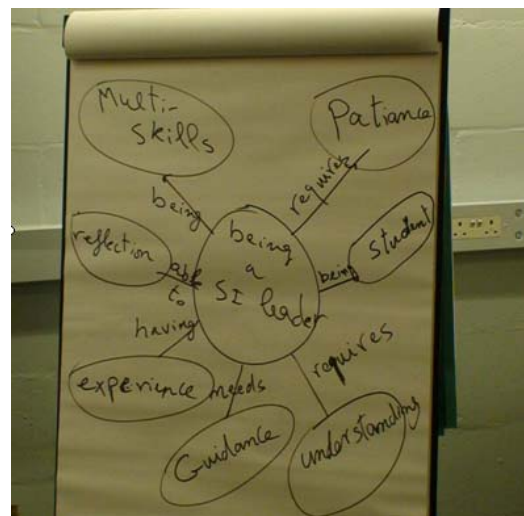 Multi-
skills
Patiance
being
requires
reflection
being
a
SI leader
student
able
to
being
having
requires
experience
needs
Guidance
understanding